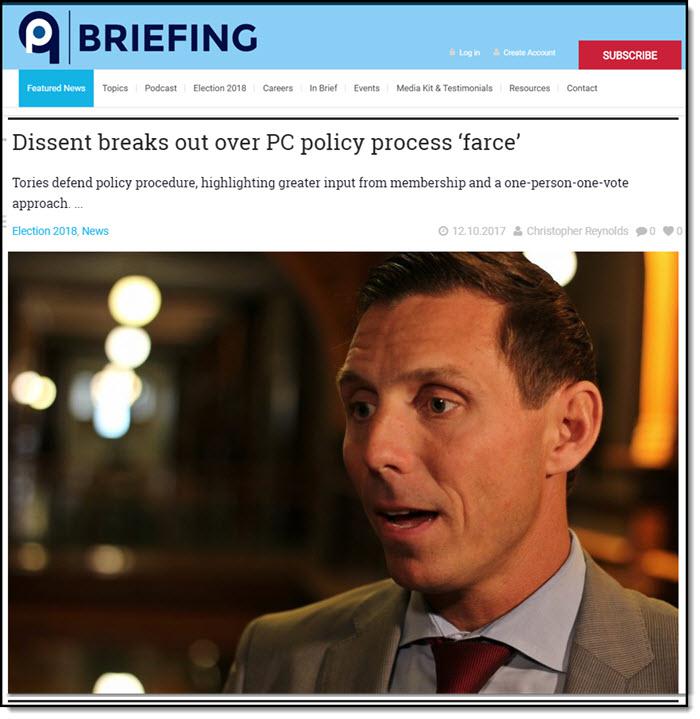 BRIEFING
Log in Create Account SUBSCRIBE
Featured News Topics Podcast Election 2018 Careers In Brief Events Media Kit & Testimonials Resources Contact
Dissent breaks out over PC policy process ‘farce’
Tories defend policy procedure, highlighting greater input from membership and a one-person-one-vote
approach. ...
Election 2018, News 12.10.2017 Christopher Reynolds 0 0